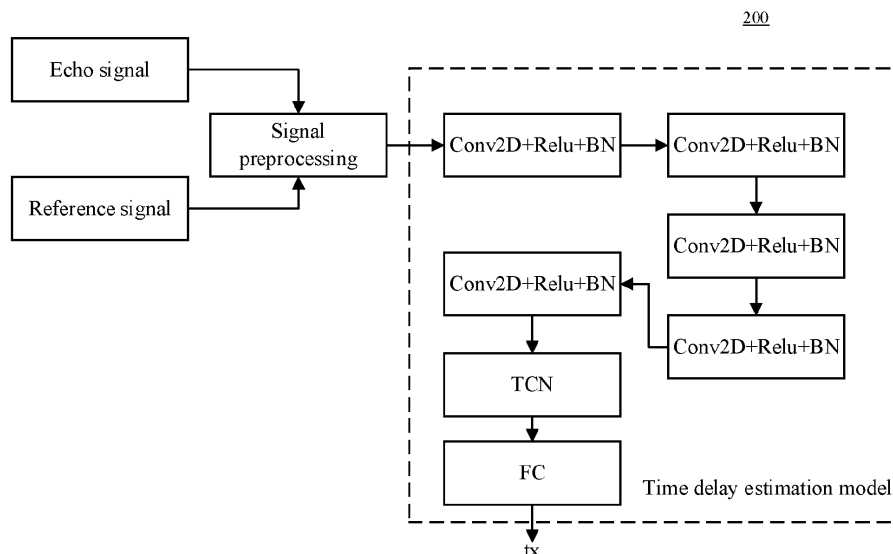 200
Echo signal
Signal
preprocessing
Reference signal
Conv2D+Relu+BN
Conv2D+Relu+BN
Conv2D+Relu+BN
Conv2D+Relu+BN
Conv2D+Relu+BN
TCN
FC
Time delay estimation model
tx